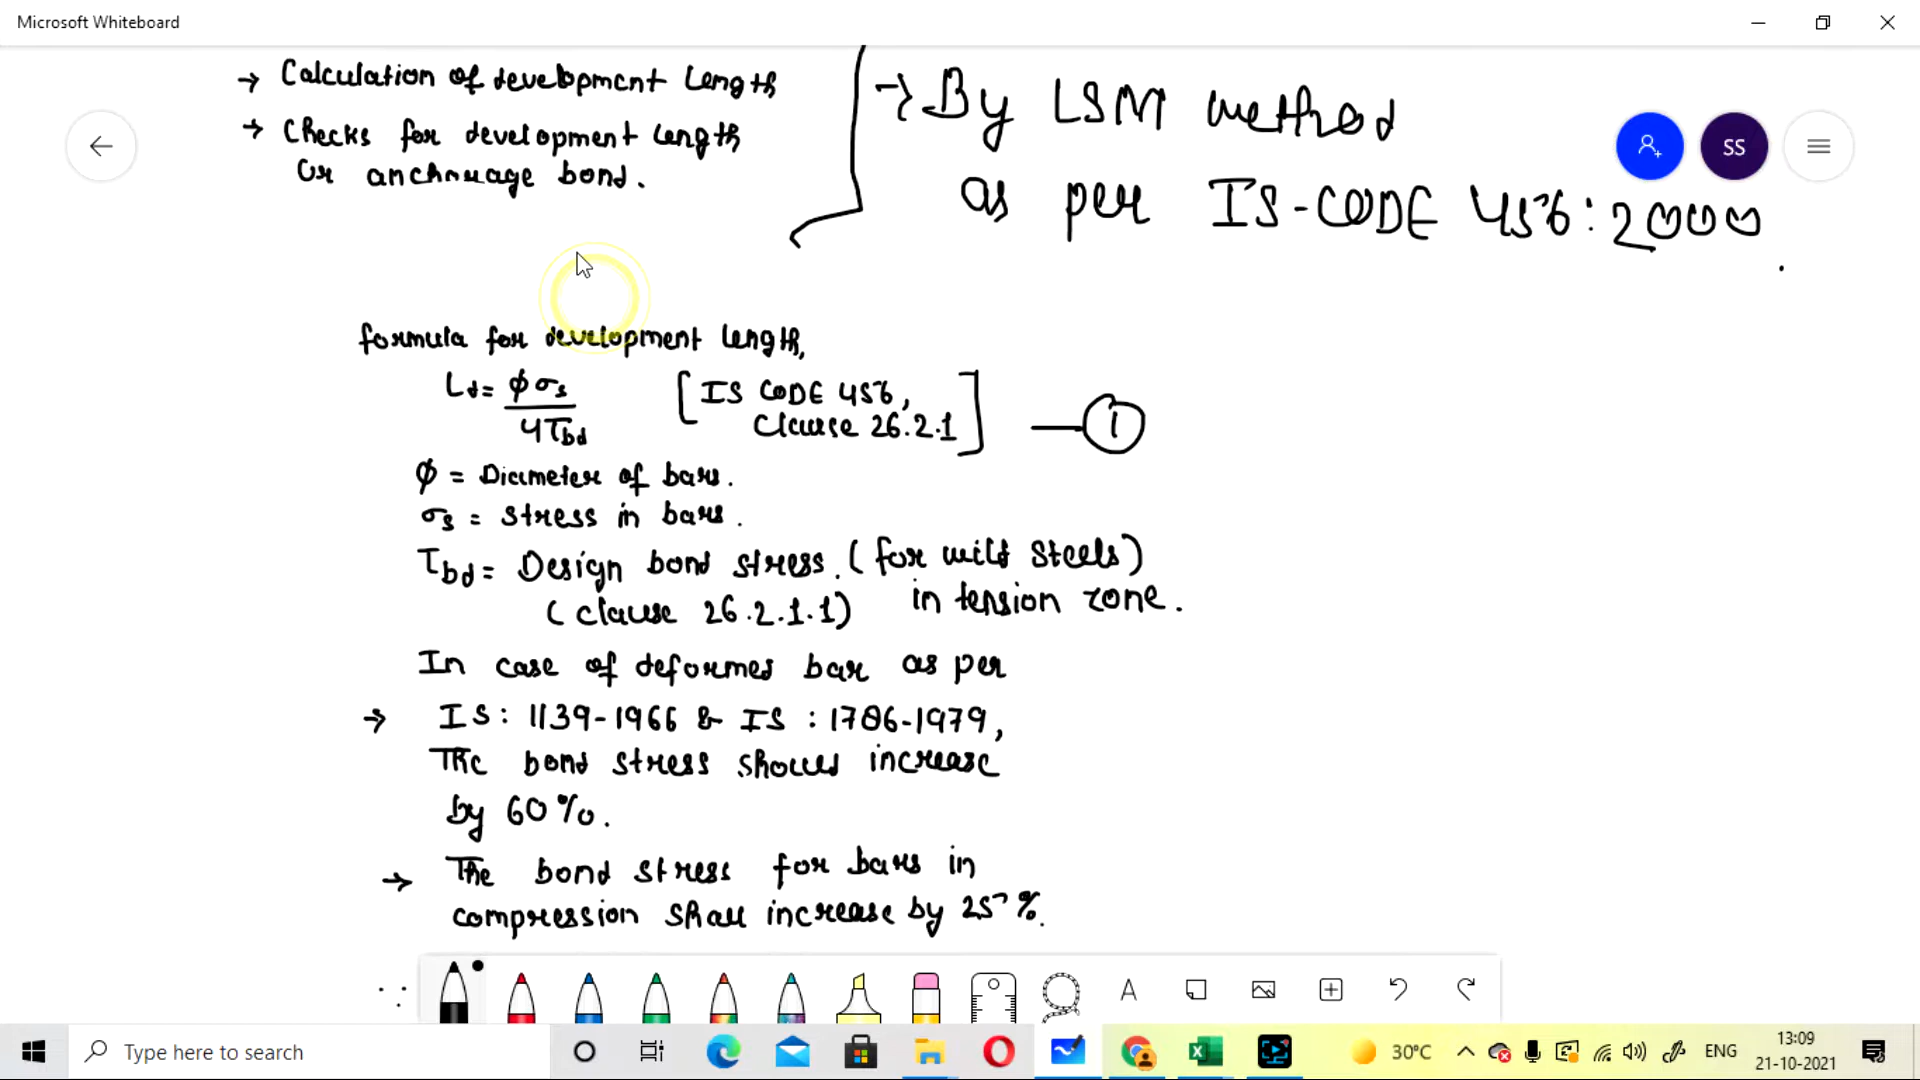 Microsoft Whiteboard
→ Calculation of development Length
→ Checks for development length
or anchorage bond.
→ By LSM method
as per IS-CODE 456:2000.
SS
formula for development length,
Ld = ϕσs / 4τbd [IS CODE 456, Clause 26.2.1] — 1
ϕ = Diameter of bars.
σs = stress in bars.
τbd = Design bond stress. (for mild steels)
(clause 26.2.1.1) in tension zone.
In case of deformed bar as per
→ IS: 1139-1966 & IS : 1786-1979,
The bond stress should increase
by 60%.
→ The bond stress for bars in
compression shall increase by 25%.
A
Type here to search
30°C
ENG
13:09
21-10-2021